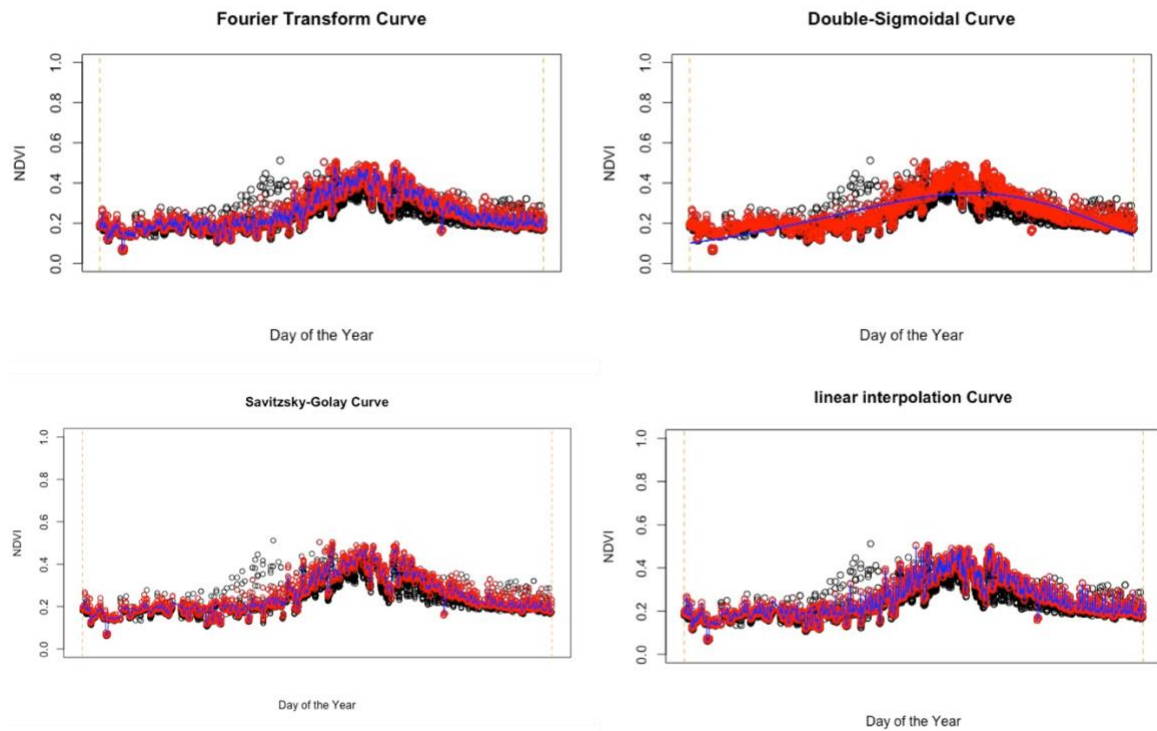 Fourier Transform Curve
NDVI
1.0
0.8
0.6
0.4
0.2
0.0
Day of the Year
Double-Sigmoidal Curve
NDVI
1.0
0.8
0.6
0.4
0.2
0.0
Day of the Year
Savitzsky-Golay Curve
NDVI
1.0
0.8
0.6
0.4
0.2
0.0
Day of the Year
linear interpolation Curve
NDVI
1.0
0.8
0.6
0.4
0.2
0.0
Day of the Year